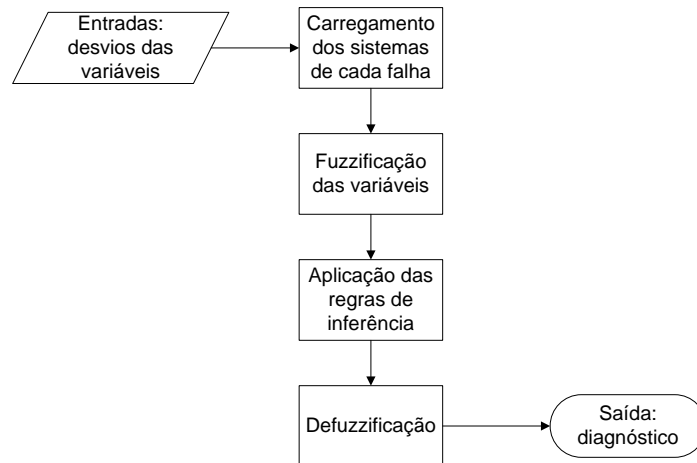 Entradas:
desvios das
variáveis
Carregamento
dos sistemas
de cada falha
Fuzzificação
das variáveis
Aplicação das
regras de
inferência
Defuzzificação
Saída:
diagnóstico